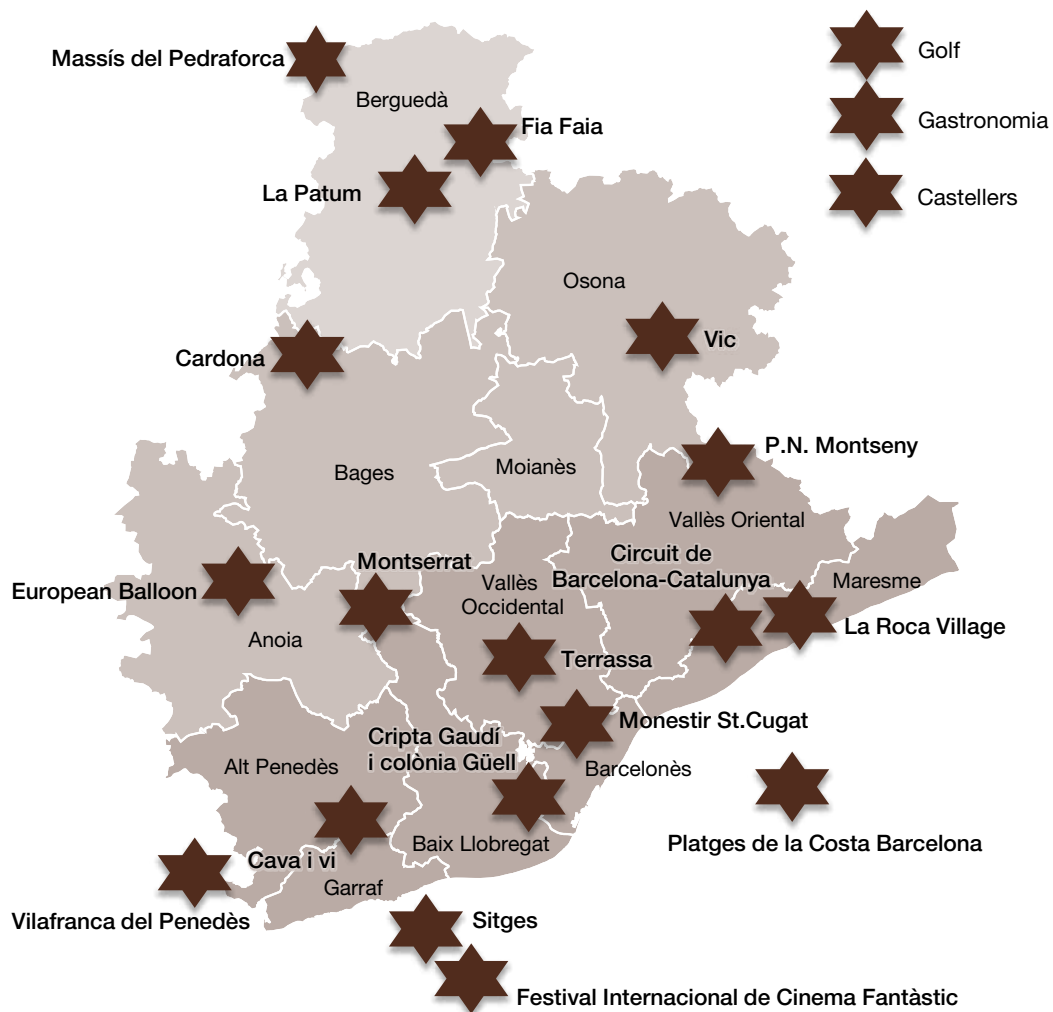 Massís del Pedraforca
Golf
Berguedà
Gastronomia
Fia Faia
La Patum
Castellers
Osona
Vic
Cardona
P.N. Montseny
Bages
Moianès
Vallès Oriental
Montserrat
Circuit de
Barcelona-Catalunya
European Balloon
Vallès
Occidental
Maresme
La Roca Village
Anoia
Terrassa
Monestir St.Cugat
Cripta Gaudí
i colònia Güell
Alt Penedès
Barcelonès
Platges de la Costa Barcelona
Baix Llobregat
Cava i vi
Garraf
Vilafranca del Penedès
Sitges
Festival Internacional de Cinema Fantàstic